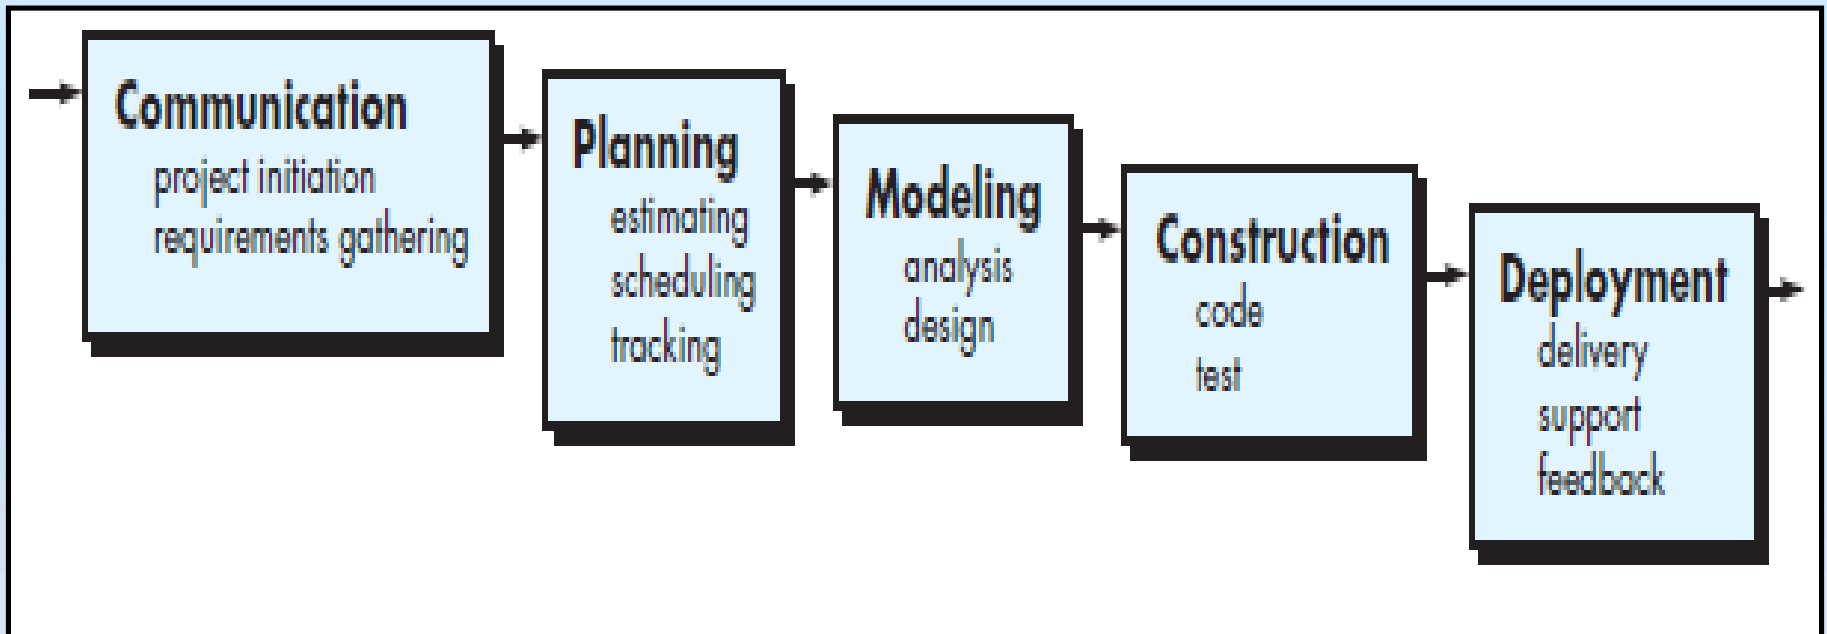 Communication
project initiation
requirements gathering
Planning
estimating
scheduling
tracking
Modeling
analysis
design
Construction
code
test
Deployment
delivery
support
feedback